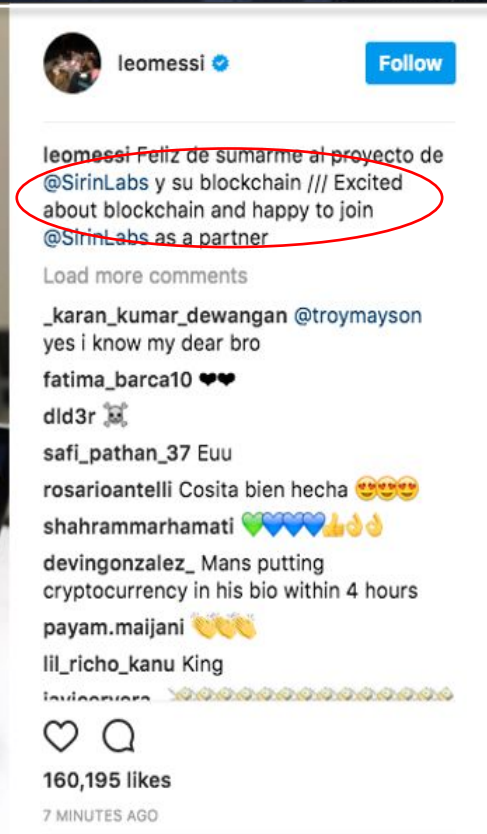 leomessi
Follow
leomessi Feliz de sumarme al proyecto de
@SirinLabs y su blockchain /// Excited
about blockchain and happy to join
@SirinLabs as a partner
Load more comments
_karan_kumar_dewangan @troymayson
yes i know my dear bro
fatima_barca10 ❤❤
dld3r ☠
safi_pathan_37 Euu
rosarioantelli Cosita bien hecha 😍😍😍
shahrammarhamati 💚💙💙💙👍👌👌
devingonzalez_ Mans putting
cryptocurrency in his bio within 4 hours
payam.maijani 👏👏👏
lil_richo_kanu King
160,195 likes
7 MINUTES AGO